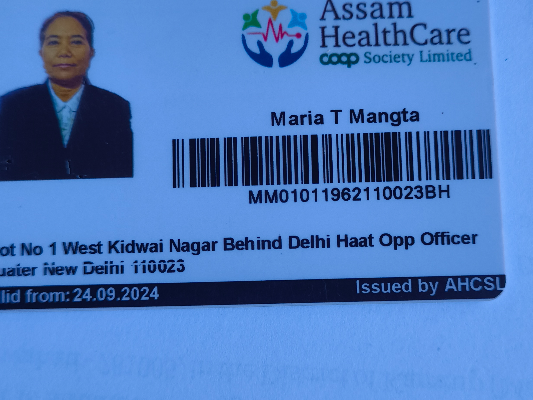 Assam
HealthCare
coop Society Limited
Maria T Mangta
MM01011962110023BH
ot No 1 West Kidwai Nagar Behind Delhi Haat Opp Officer
uater New Delhi 110023
lid from: 24.09.2024
Issued by AHCSL